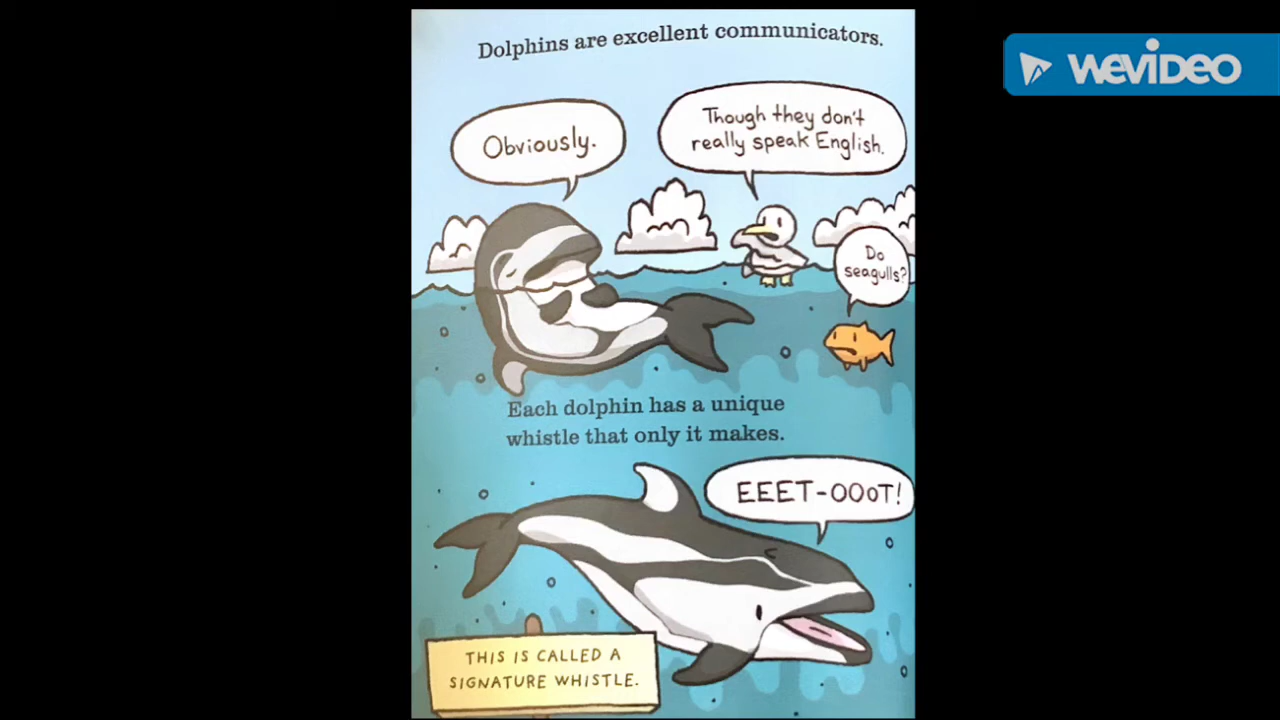 WEVIDEO
Dolphins are excellent communicators.
Obviously.
Though they don't
really speak English.
Do
seagulls?
Each dolphin has a unique
whistle that only it makes.
EEET-OOOT!
THIS IS CALLED A
SIGNATURE WHISTLE.